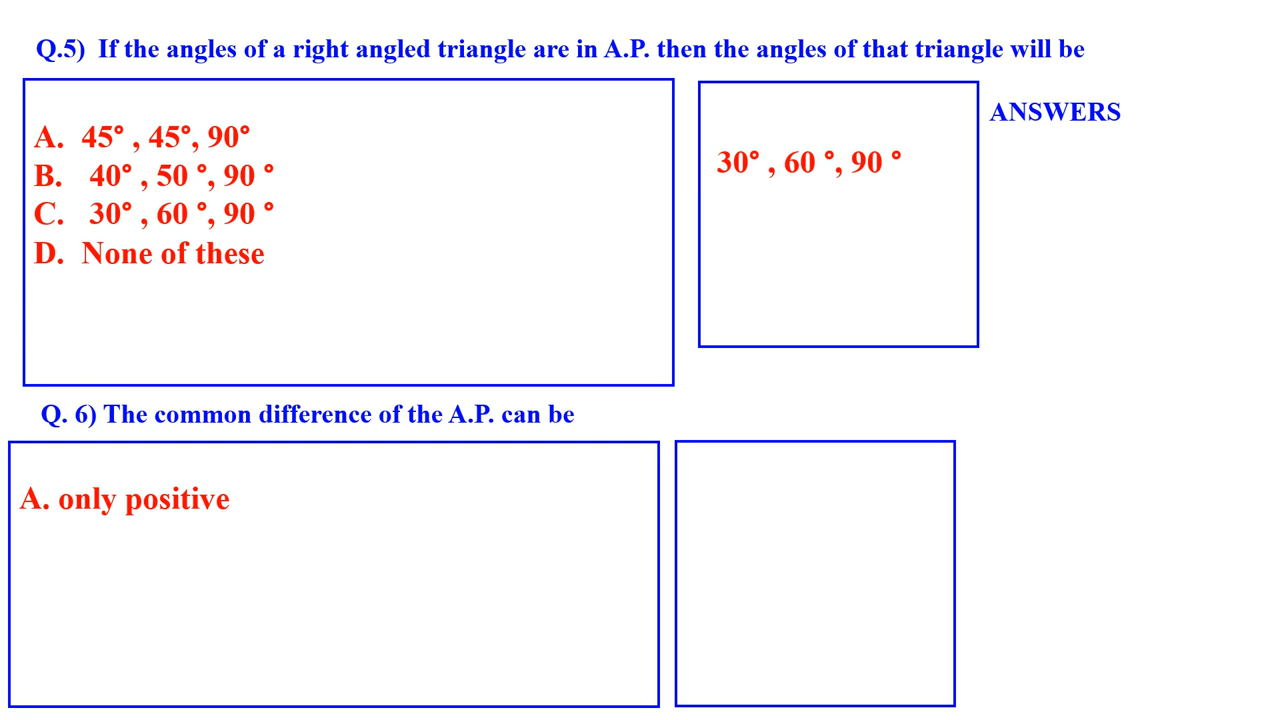 Q.5) If the angles of a right angled triangle are in A.P. then the angles of that triangle will be
ANSWERS
A. 45° , 45°, 90°
B. 40° , 50 °, 90 °
C. 30° , 60 °, 90 °
D. None of these
30° , 60 °, 90 °
Q. 6) The common difference of the A.P. can be
A. only positive